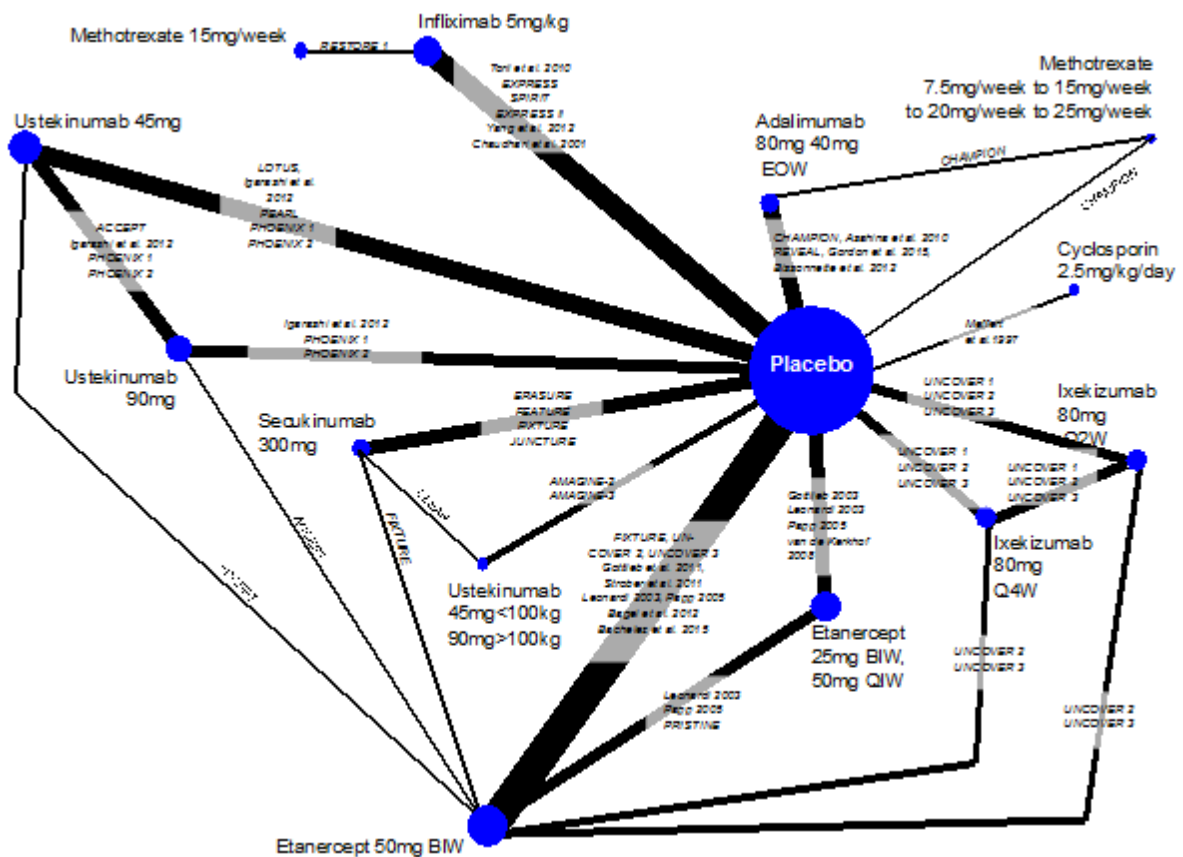 Infliximab 5mg/kg
Methotrexate 15mg/week
RESTORE 1
Methotrexate
7.5mg/week to 15mg/week
to 20mg/week to 25mg/week
Torii et al. 2010
EXPRESS
SPIRIT
EXPRESS II
Yang et al. 2012
Chaudhari et al. 2001
Ustekinumab 45mg
Adalimumab
80mg 40mg
EOW
CHAMPION
CHAMPION
LOTUS,
Igarashi et al.
2012
PEARL
PHOENIX 1
PHOENIX 2
ACCEPT
Igarashi et al. 2012
PHOENIX 1
PHOENIX 2
CHAMPION, Asahina et al. 2010
REVEAL, Gordon et al. 2015,
Bissonnette et al. 2013
Cyclosporin
2.5mg/kg/day
Meffert
et al. 1997
Igarashi et al. 2012
PHOENIX 1
PHOENIX 2
Placebo
Ustekinumab
90mg
Secukinumab
300mg
ERASURE
FEATURE
FIXTURE
JUNCTURE
UNCOVER 1
UNCOVER 2
UNCOVER 3
Ixekizumab
80mg
Q2W
UNCOVER 1
UNCOVER 2
UNCOVER 3
UNCOVER 1
UNCOVER 2
UNCOVER 3
AMAGINE-2
AMAGINE-3
Gottlieb 2003
Leonardi 2003
Papp 2005
van de Kerkhof
2008
FIXTURE
FIXTURE, UN-
COVER 2, UNCOVER 3
Gottlieb et al. 2011,
Strober et al. 2011
Leonardi 2003, Papp 2005
Bagel et al. 2012
Bachelez et al. 2015
Ixekizumab
80mg
Q4W
Ustekinumab
45mg<100kg
90mg>100kg
Etanercept
25mg BIW,
50mg QIW
UNCOVER 2
UNCOVER 3
Leonardi 2003
Papp 2005
PRISTINE
UNCOVER 2
UNCOVER 3
Etanercept 50mg BIW